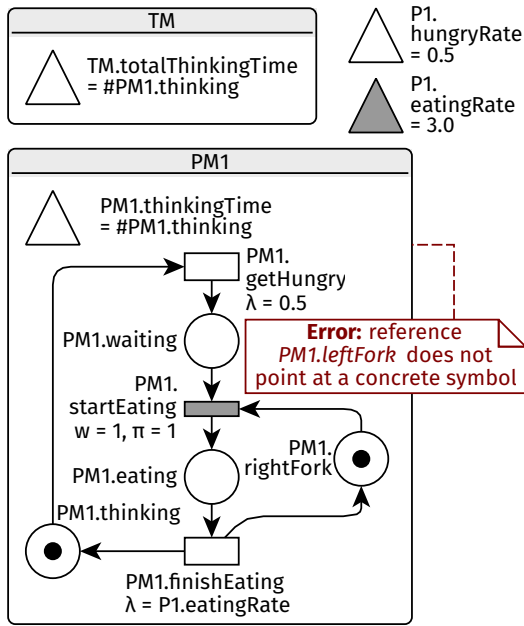 TM
TM.totalThinkingTime
= #PM1.thinking
P1.
hungryRate
= 0.5
P1.
eatingRate
= 3.0
PM1
PM1.thinkingTime
= #PM1.thinking
PM1.
getHungry
λ = 0.5
PM1.waiting
Error: reference
PM1.leftFork does not
point at a concrete symbol
PM1.
startEating
w = 1, π = 1
PM1.
rightFork
PM1.eating
PM1.thinking
PM1.finishEating
λ = P1.eatingRate